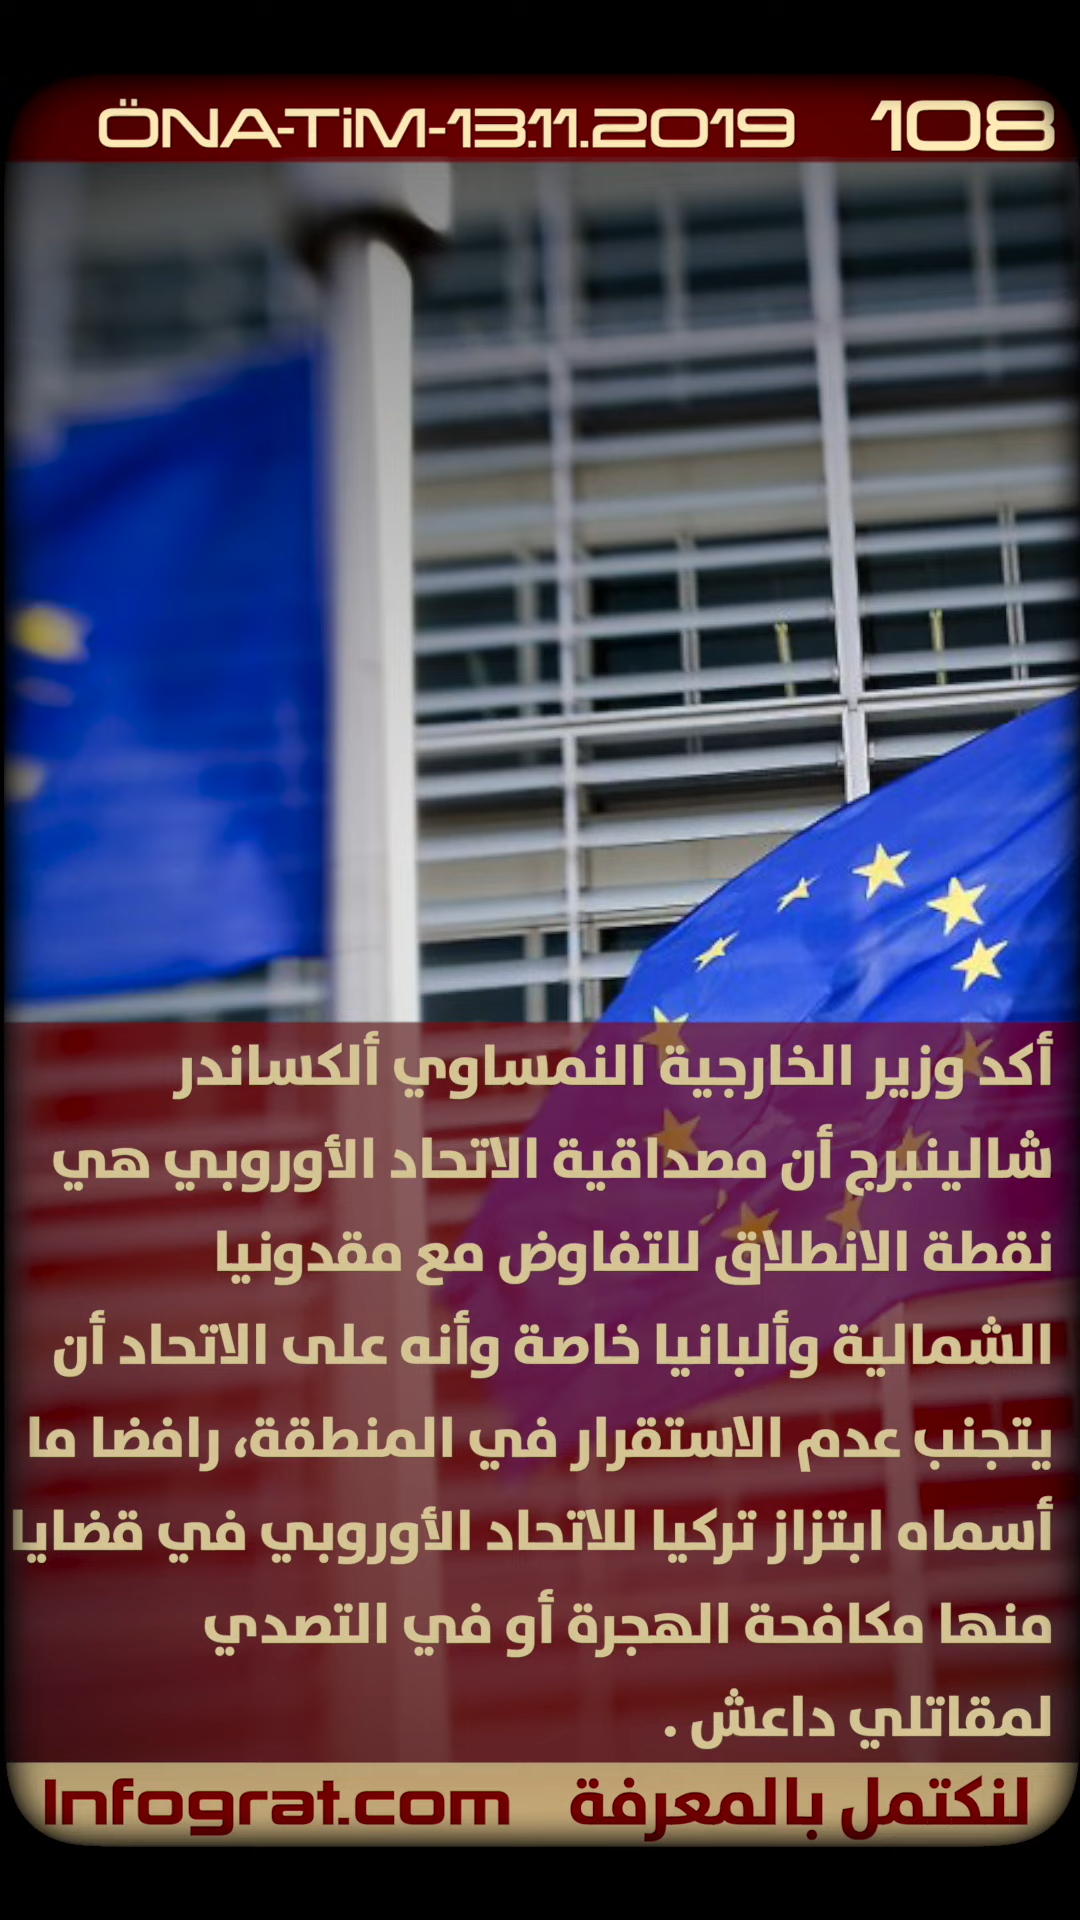 ÖNA-TiM-13.11.2019 108
أكد وزير الخارجية النمساوي ألكساندر
شالينبرج أن مصداقية الاتحاد الأوروبي هي
نقطة الانطلاق للتفاوض مع مقدونيا
الشمالية وألبانيا خاصة وأنه على الاتحاد أن
يتجنب عدم الاستقرار في المنطقة، رافضا ما
أسماه ابتزاز تركيا للاتحاد الأوروبي في قضايا
منها مكافحة الهجرة أو في التصدي
لمقاتلي داعش .
لنكتمل بالمعرفة Infograt.com